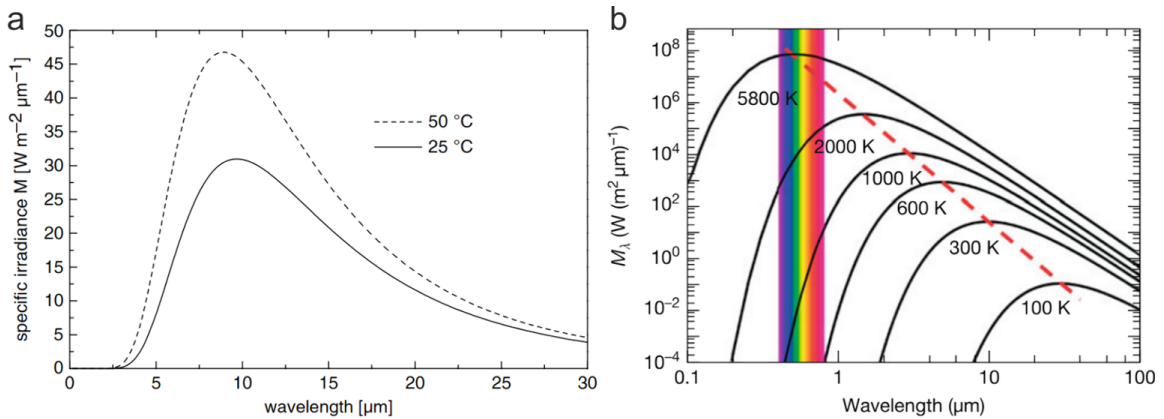 a
50
45
40
35
30
25
20
15
10
5
0
specific irradiance M [W m−2 µm−1]
50 °C
25 °C
0 5 10 15 20 25 30
wavelength [µm]
b
10⁸
10⁶
10⁴
10²
10⁰
10⁻²
10⁻⁴
Mλ (W (m² µm)⁻¹)
5800 K
2000 K
1000 K
600 K
300 K
100 K
0.1 1 10 100
Wavelength (µm)